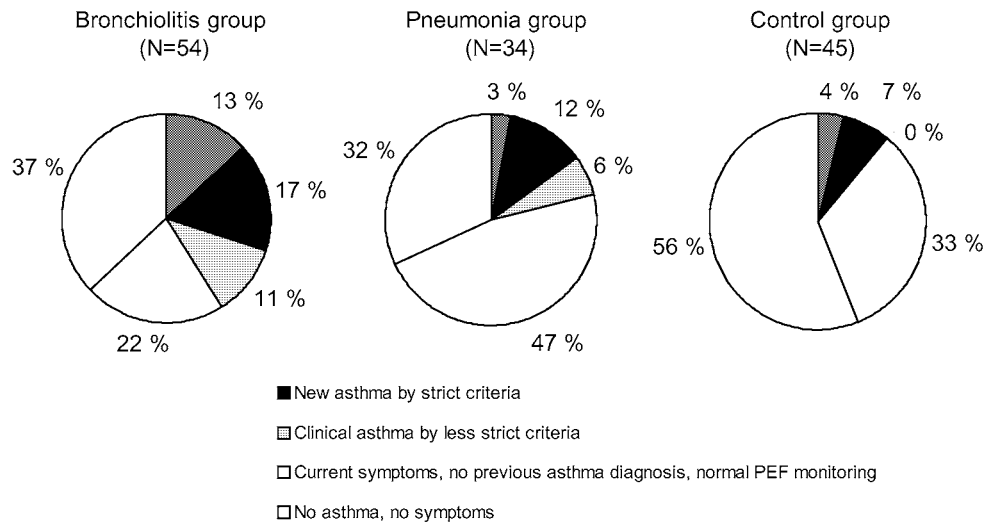 Bronchiolitis group
(N=54)
13 %
17 %
11 %
22 %
37 %
Pneumonia group
(N=34)
3 %
12 %
6 %
47 %
32 %
Control group
(N=45)
4 %
7 %
0 %
33 %
56 %
New asthma by strict criteria
Clinical asthma by less strict criteria
Current symptoms, no previous asthma diagnosis, normal PEF monitoring
No asthma, no symptoms